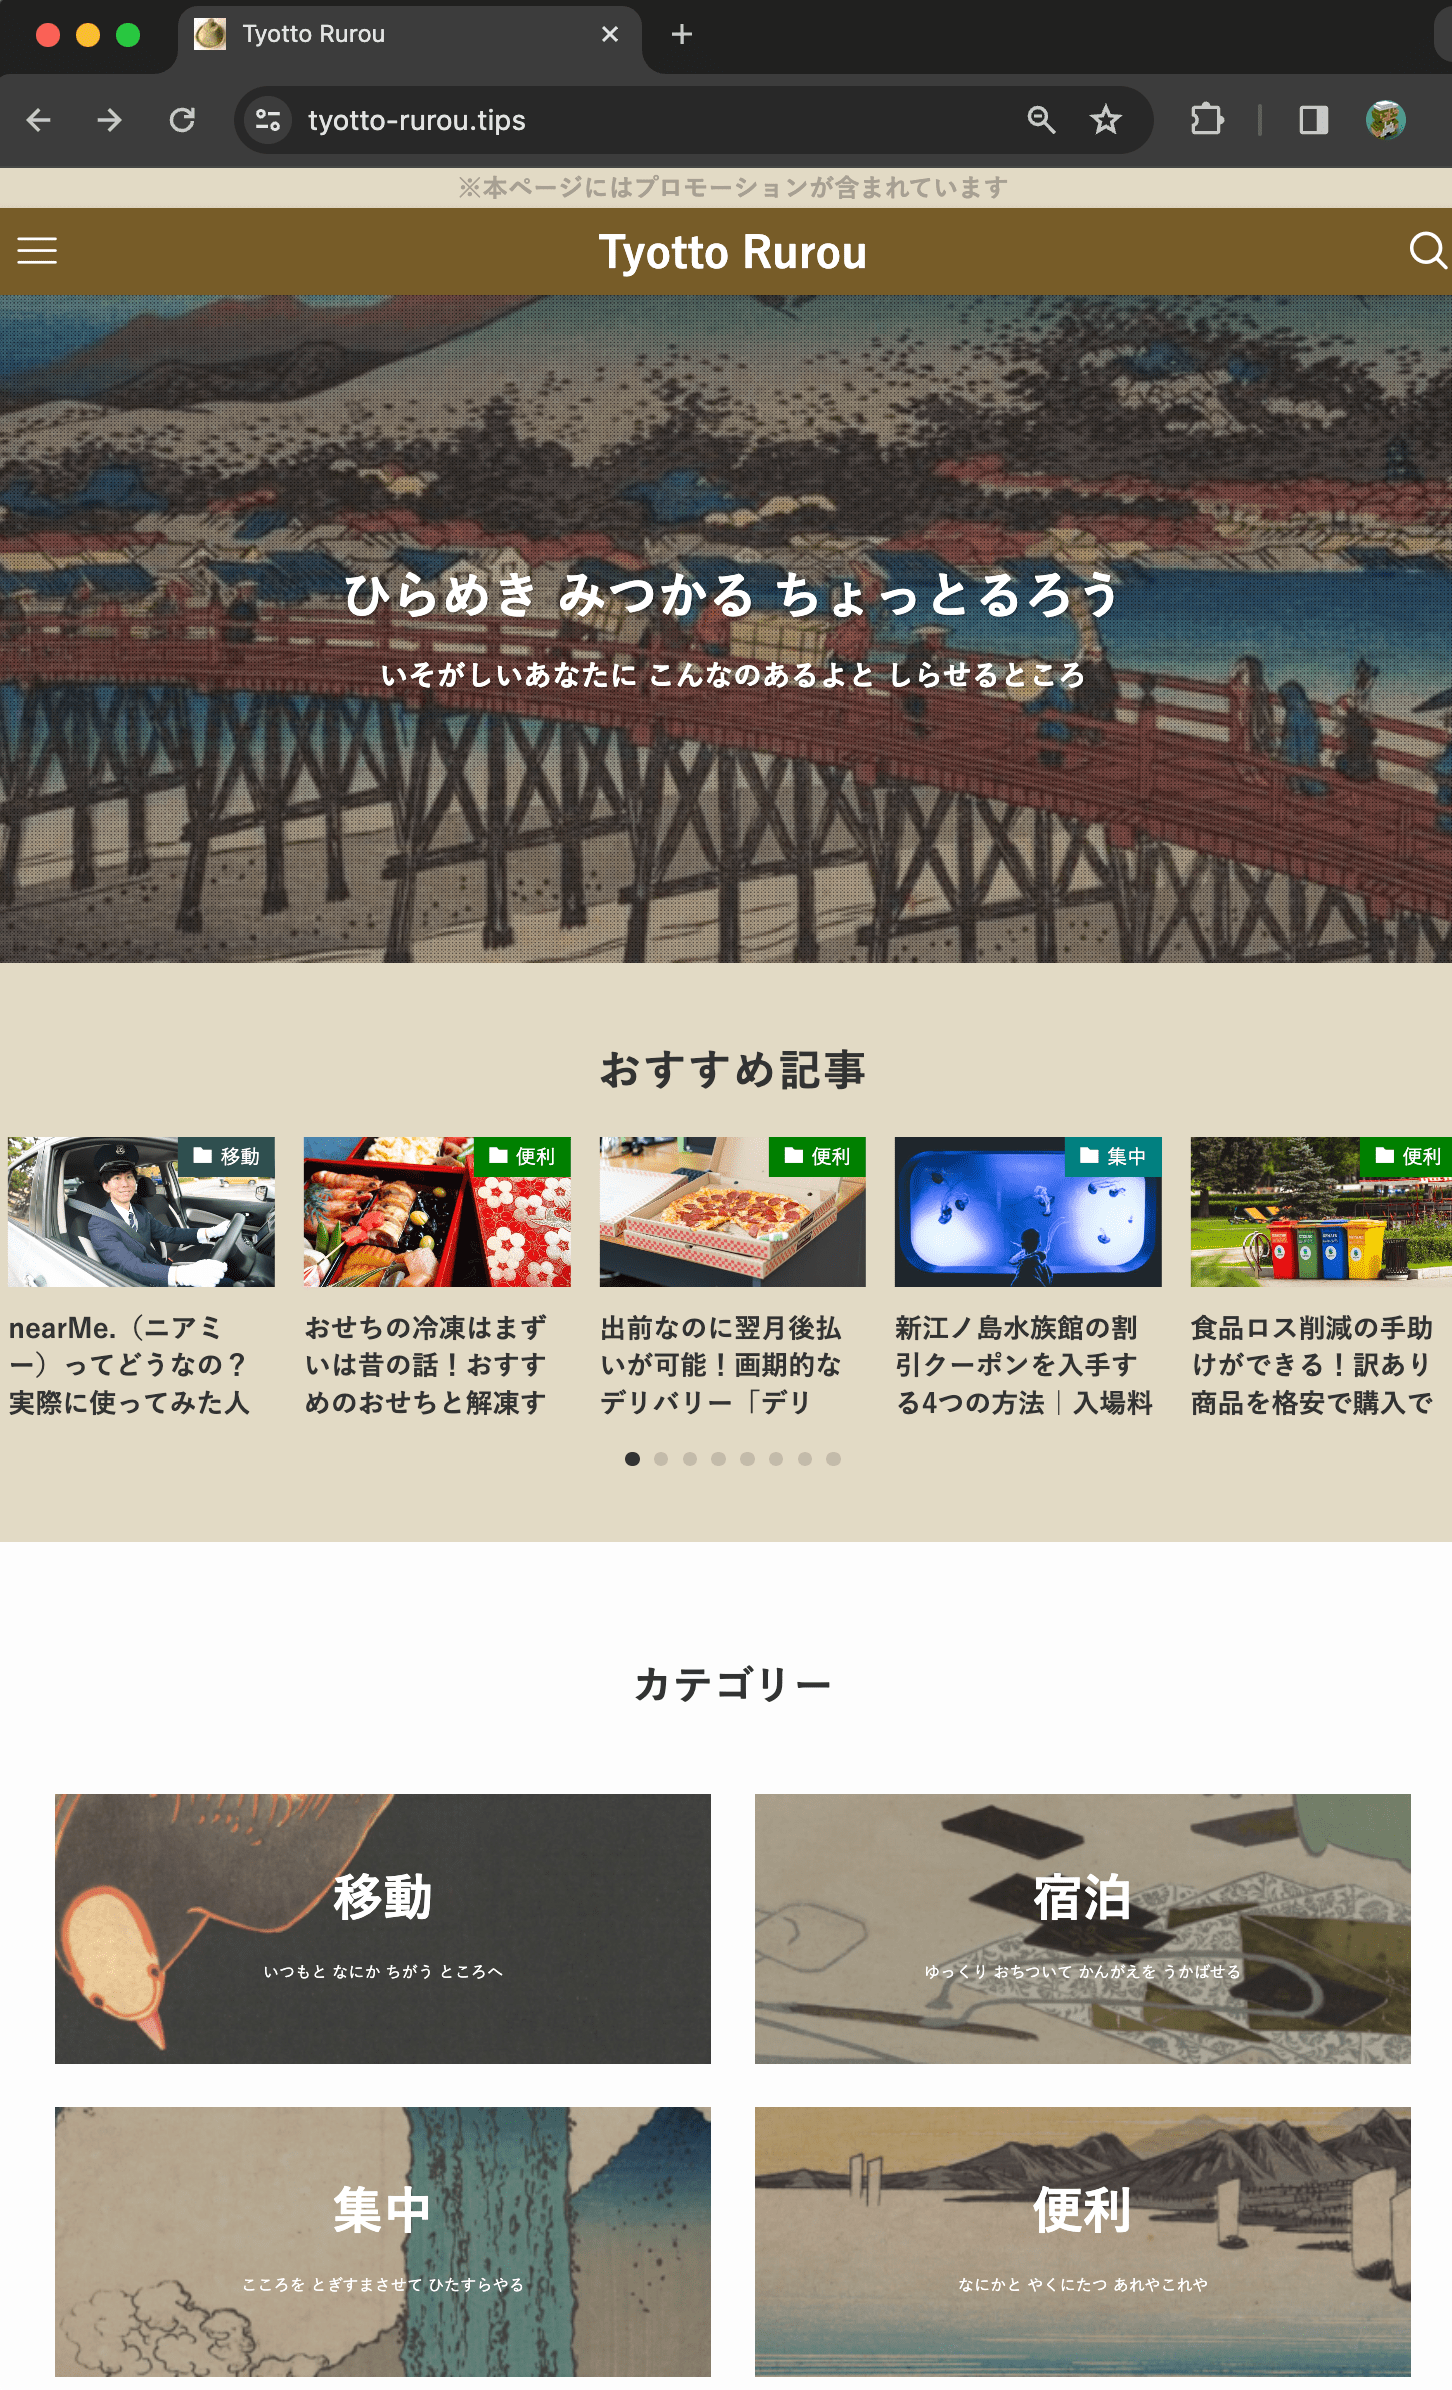 Tyotto Rurou
tyotto-rurou.tips
※本ページにはプロモーションが含まれています
Tyotto Rurou
ひらめき みつかる ちょっとるろう
いそがしいあなたに こんなのあるよと しらせるところ
おすすめ記事
移動
便利
便利
集中
便利
nearMe.（ニアミ
ー）ってどうなの？
実際に使ってみた人
おせちの冷凍はまず
いは昔の話！おすす
めのおせちと解凍す
出前なのに翌月後払
いが可能！画期的な
デリバリー「デリ
新江ノ島水族館の割
引クーポンを入手す
る4つの方法｜入場料
食品ロス削減の手助
けができる！訳あり
商品を格安で購入で
カテゴリー
移動
いつもと なにか ちがう ところへ
宿泊
ゆっくり おちついて かんがえを うかばせる
集中
こころを とぎすまさせて ひたすらやる
便利
なにかと やくにたつ あれやこれや